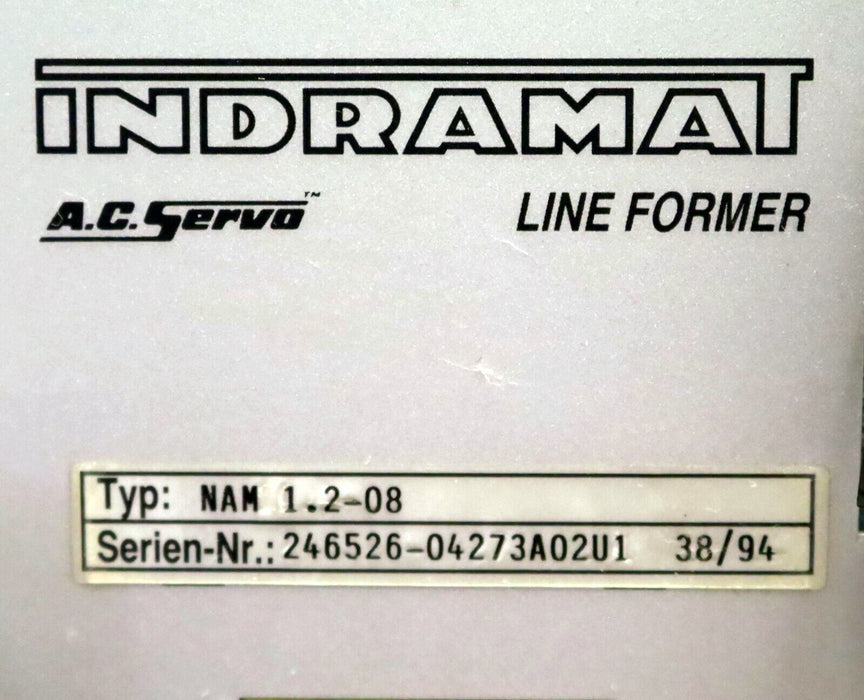 INDRAMAT
A.C. Servo™ LINE FORMER
Typ: NAM 1.2-08
Serien-Nr.: 246526-04273A02U1 38/94